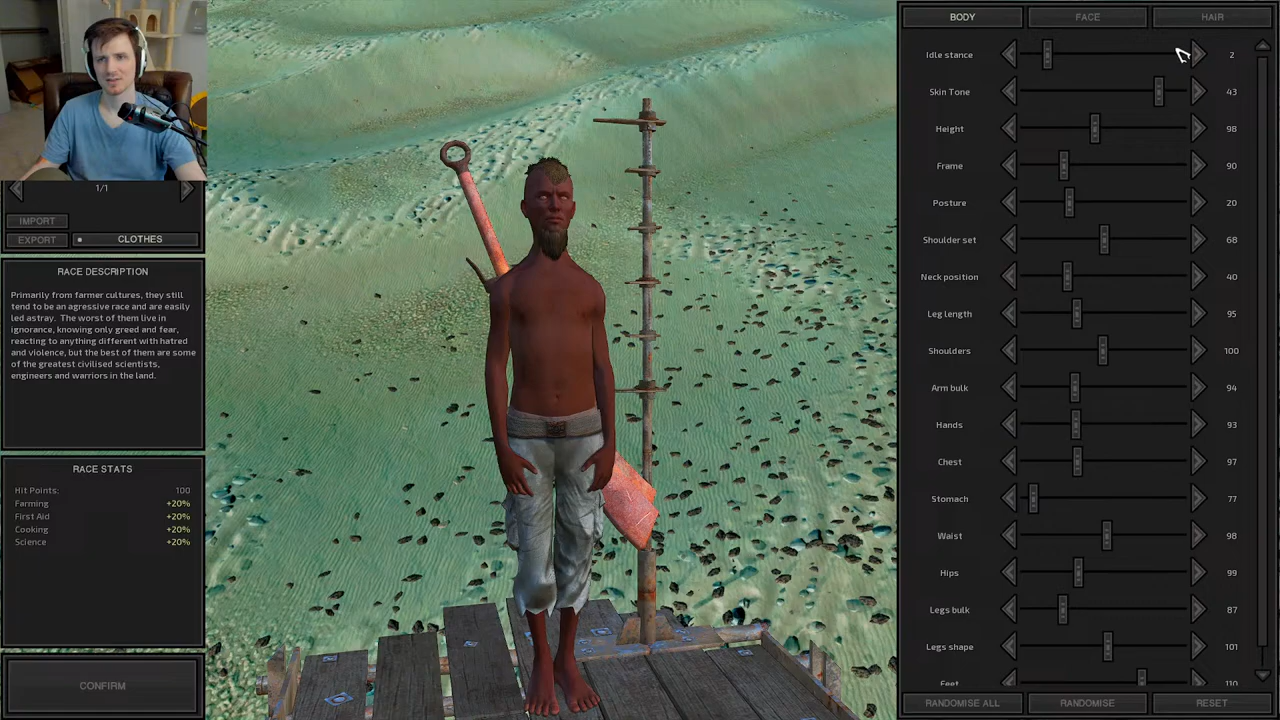 1/1
IMPORT
EXPORT
CLOTHES
RACE DESCRIPTION
Primarily from farmer cultures, they still
tend to be an agressive race and are easily
led astray. The worst of them live in
ignorance, knowing only greed and fear,
reacting to anything different with hatred
and violence, but the best of them are some
of the greatest civilised scientists,
engineers and warriors in the land.
RACE STATS
Hit Points: 100
Farming +20%
First Aid +20%
Cooking +20%
Science +20%
CONFIRM
BODY FACE HAIR
Idle stance 2
Skin Tone 43
Height 98
Frame 90
Posture 20
Shoulder set 68
Neck position 40
Leg length 95
Shoulders 100
Arm bulk 94
Hands 93
Chest 97
Stomach 77
Waist 98
Hips 99
Legs bulk 87
Legs shape 101
Feet 110
RANDOMISE ALL RANDOMISE RESET